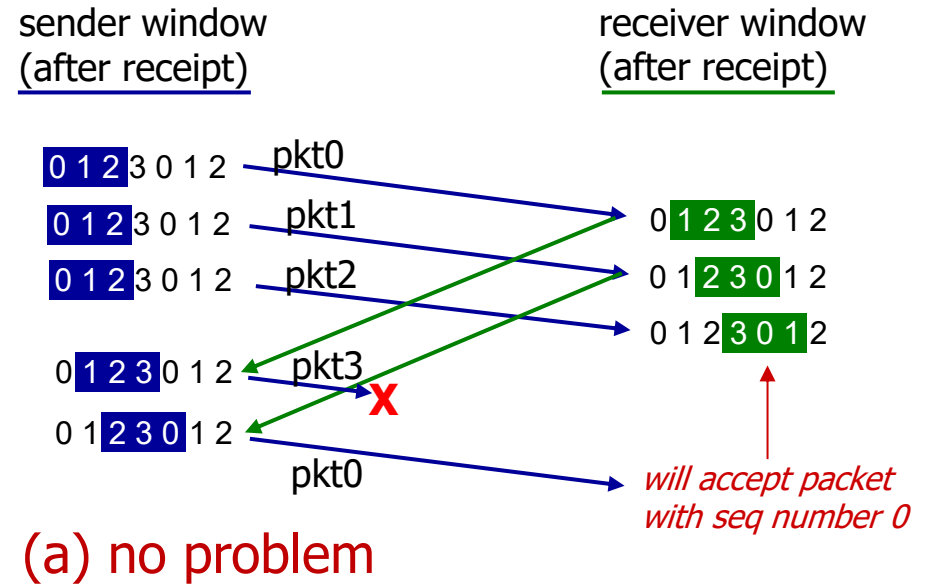 sender window
(after receipt)
receiver window
(after receipt)
0 1 2 3 0 1 2
pkt0
0 1 2 3 0 1 2
pkt1
0 1 2 3 0 1 2
0 1 2 3 0 1 2
pkt2
0 1 2 3 0 1 2
0 1 2 3 0 1 2
0 1 2 3 0 1 2
pkt3
X
0 1 2 3 0 1 2
pkt0
will accept packet
with seq number 0
(a) no problem